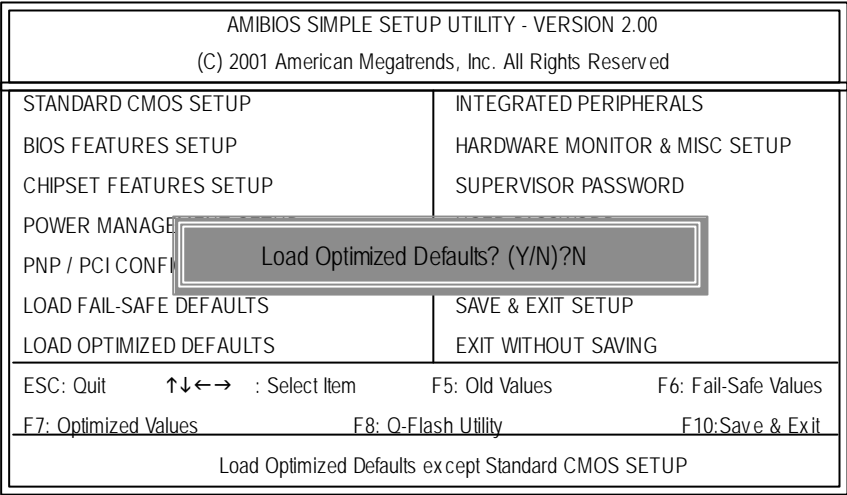 AMIBIOS SIMPLE SETUP UTILITY - VERSION 2.00
(C) 2001 American Megatrends, Inc. All Rights Reserved
STANDARD CMOS SETUP
BIOS FEATURES SETUP
CHIPSET FEATURES SETUP
POWER MANAGE
PNP / PCI CONFI
LOAD FAIL-SAFE DEFAULTS
LOAD OPTIMIZED DEFAULTS
INTEGRATED PERIPHERALS
HARDWARE MONITOR & MISC SETUP
SUPERVISOR PASSWORD
SAVE & EXIT SETUP
EXIT WITHOUT SAVING
Load Optimized Defaults? (Y/N)?N
ESC: Quit ↑↓←→ : Select Item F5: Old Values F6: Fail-Safe Values
F7: Optimized Values F8: Q-Flash Utility F10:Save & Exit
Load Optimized Defaults except Standard CMOS SETUP